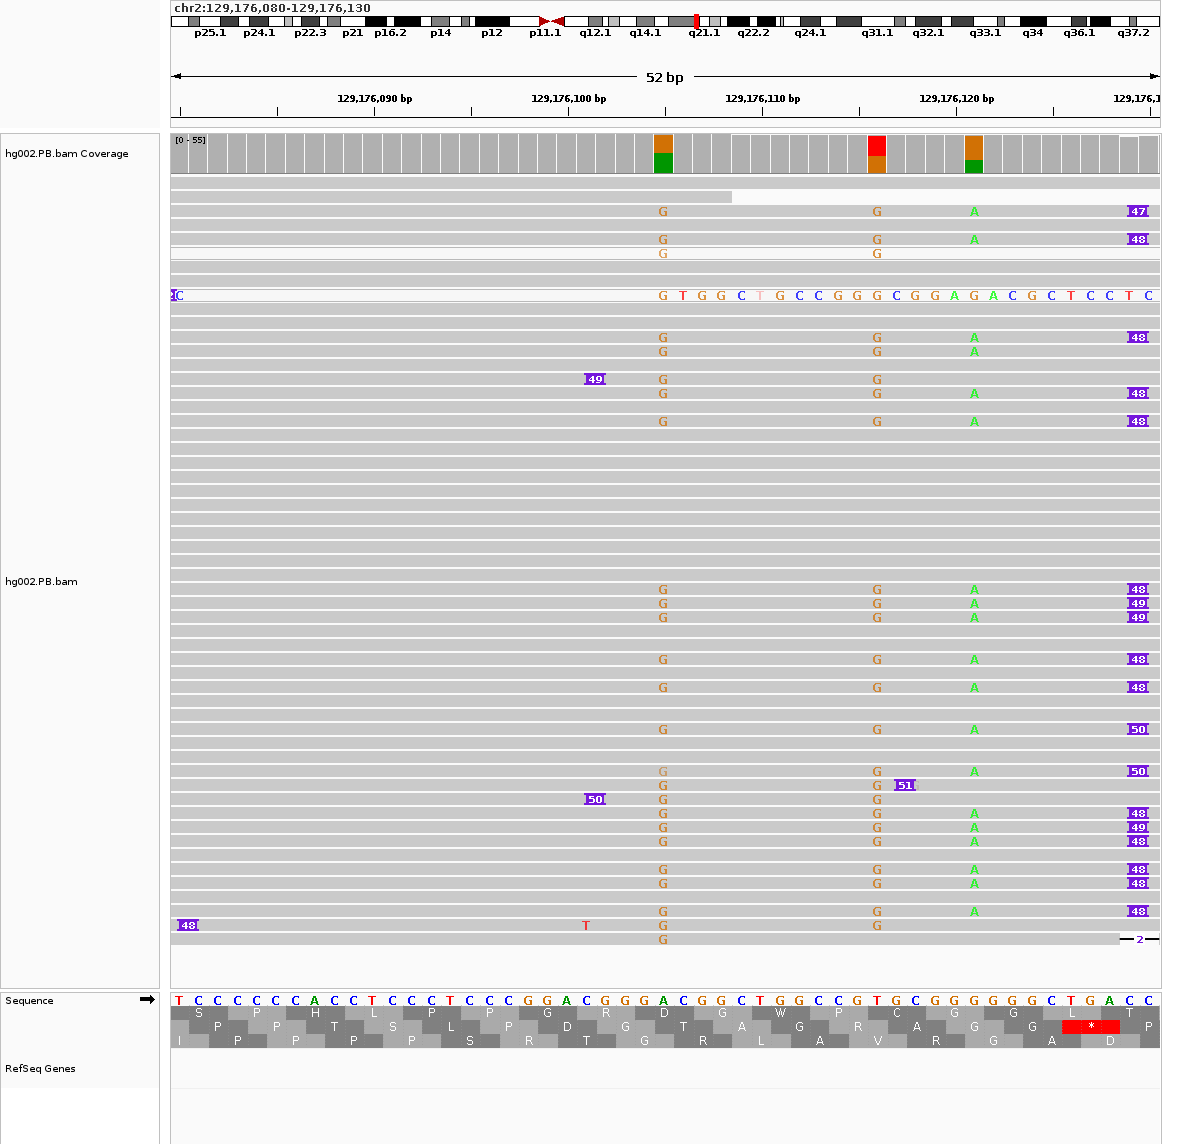 chr2:129,176,080-129,176,130
p25.1 p24.1 p22.3 p21 p16.2 p14 p12 p11.1 q12.1 q14.1 q21.1 q22.2 q24.1 q31.1 q32.1 q33.1 q34 q36.1 q37.2
52 bp
129,176,090 bp 129,176,100 bp 129,176,110 bp 129,176,120 bp 129,176,1
hg002.PB.bam Coverage
[0 - 55]
G G A 47
G G A 48
G G
C G T G G C T G C C G G G C G G A G A C G C T C C T C
G G A 48
G G A
49 G G
G G A 48
G G A 48
hg002.PB.bam
G G A 48
G G A 49
G G A 49
G G A 48
G G A 48
G G A 50
G G A 50
G G 51
50 G G
G G A 48
G G A 49
G G A 48
G G A 48
G G A 48
G G A 48
48 T G G
G 2
Sequence
T C C C C C C A C C T C C C T C C C G G A C G G G A C G G C T G G C C G T G C G G G G G G C T G A C C
S P H L P P G R D G W P C G G L T
P P T S L P D G T A G R A G G * P
I P P P S R T G R L A V R G A D
RefSeq Genes